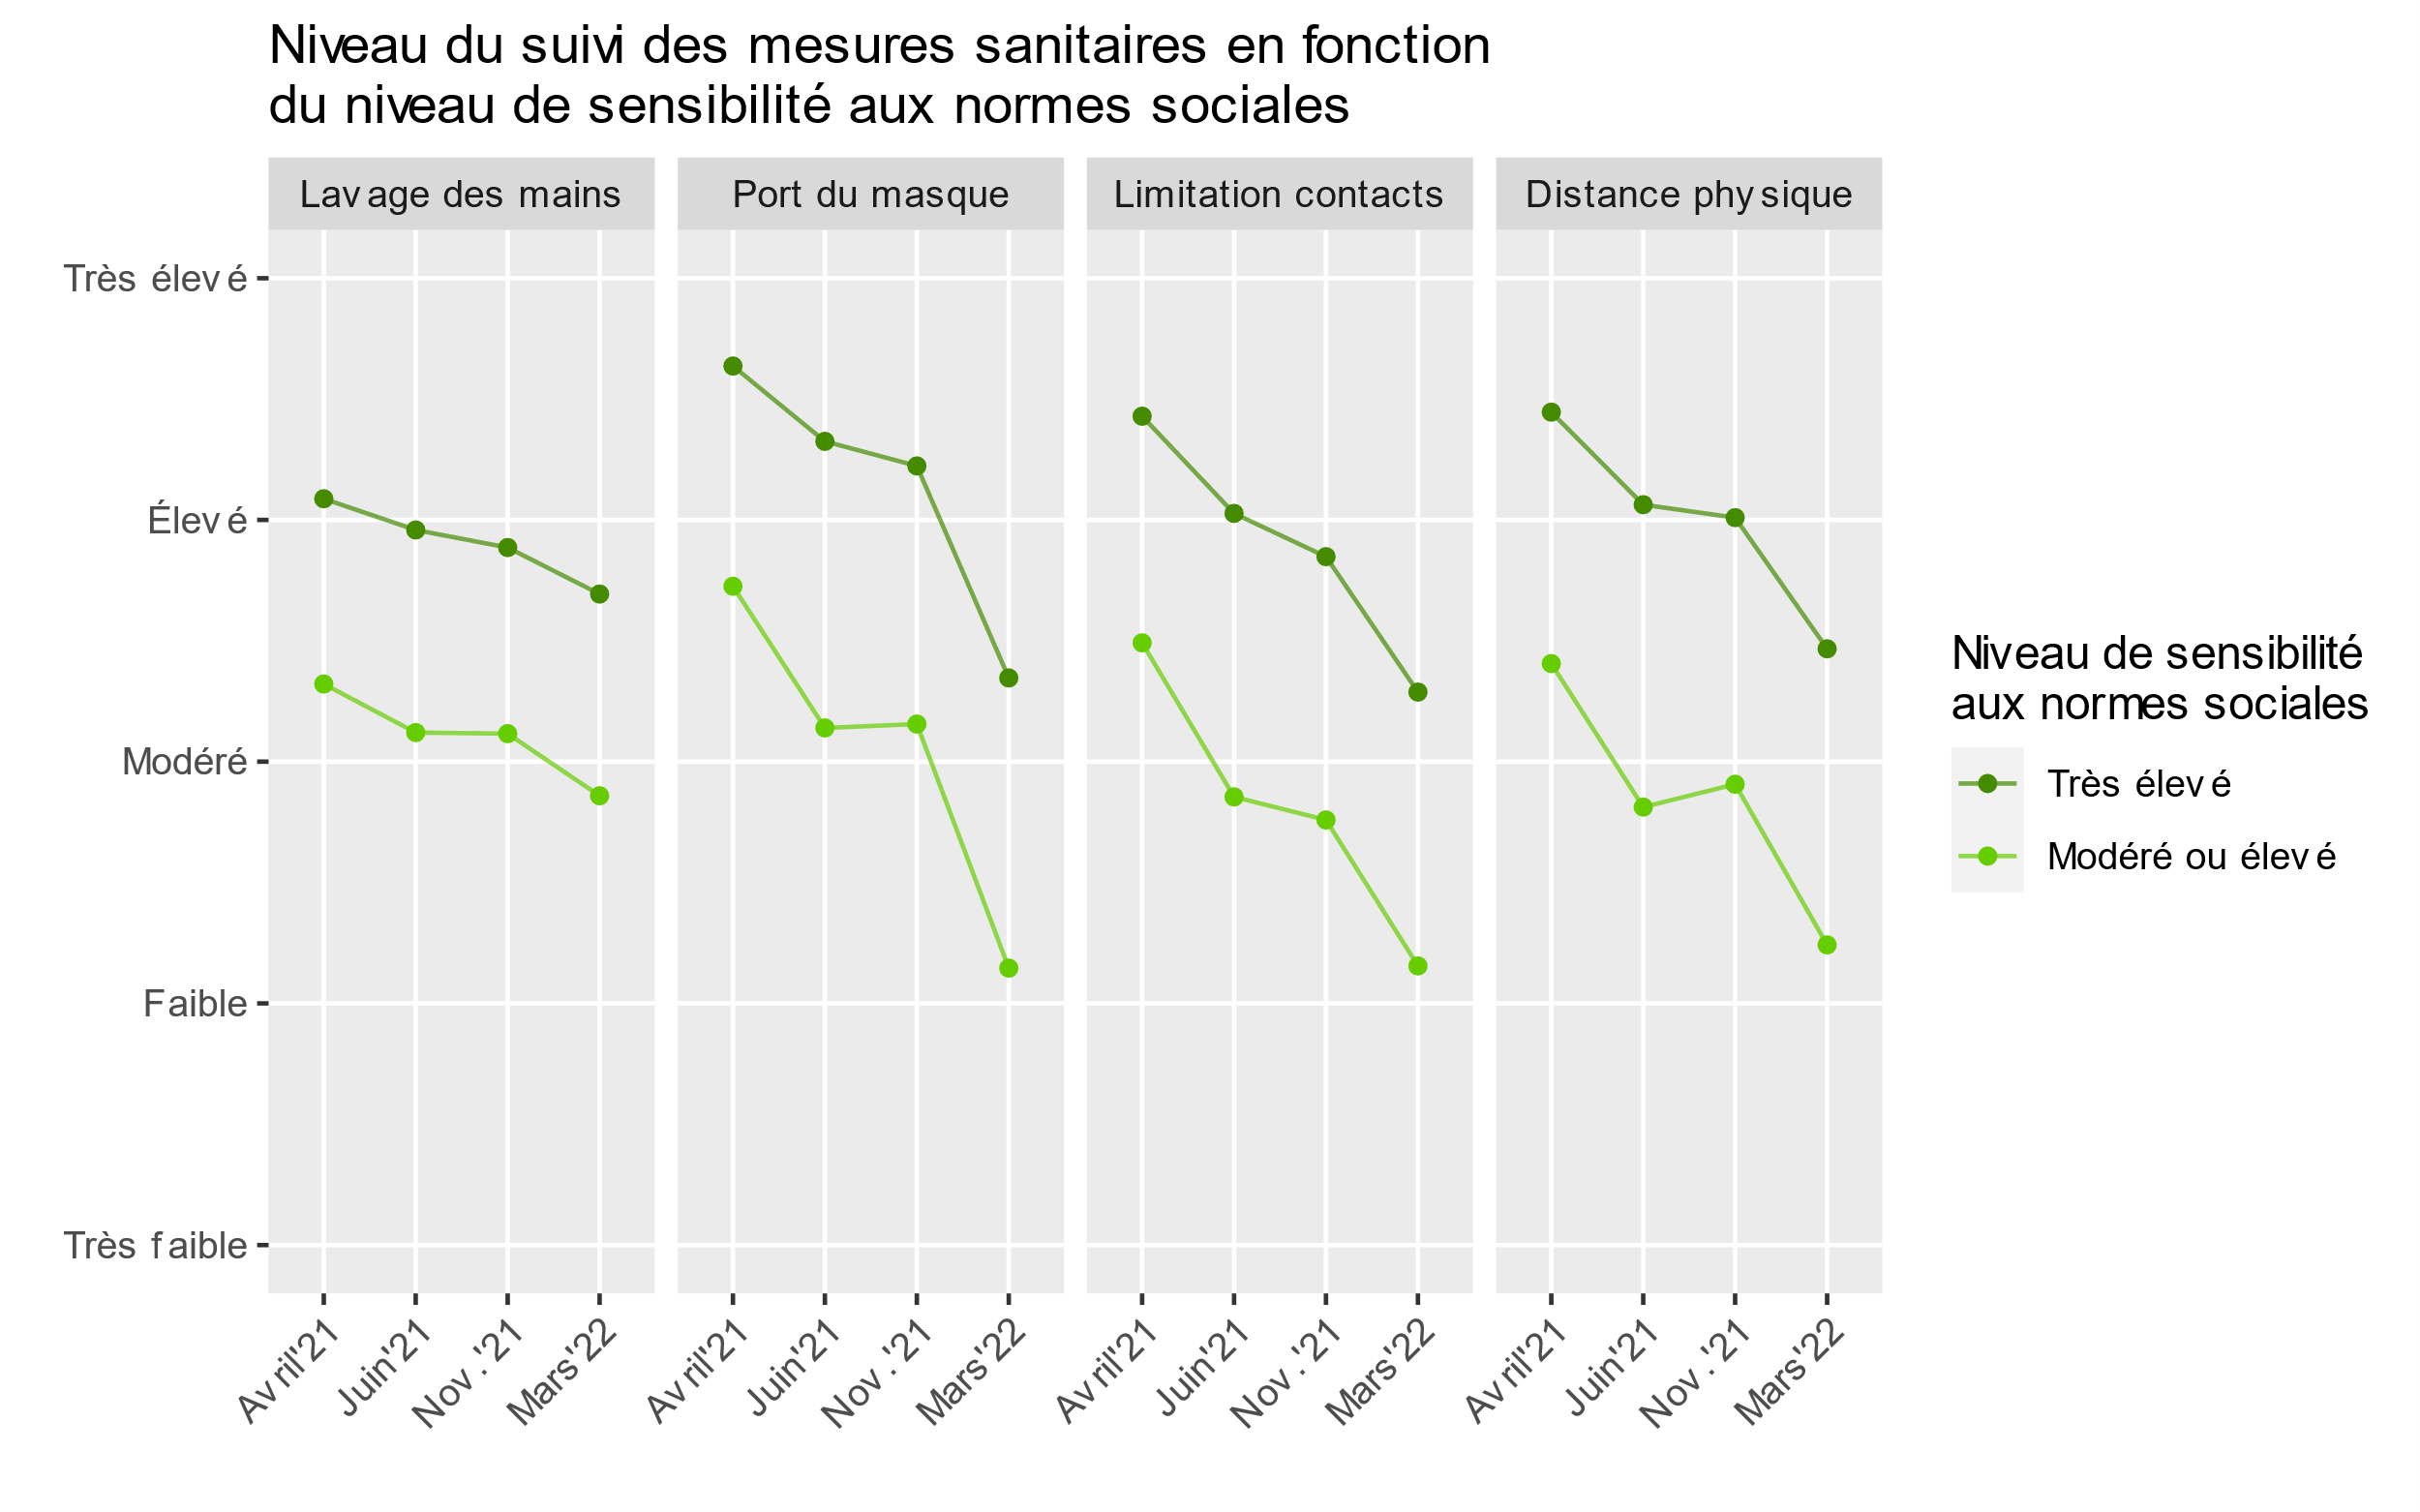 Niveau du suivi des mesures sanitaires en fonction
du niveau de sensibilité aux normes sociales
Lavage des mains
Port du masque
Limitation contacts
Distance physique
Très élevé
Élevé
Modéré
Faible
Très faible
Avril'21
Juin'21
Nov.'21
Mars'22
Avril'21
Juin'21
Nov.'21
Mars'22
Avril'21
Juin'21
Nov.'21
Mars'22
Avril'21
Juin'21
Nov.'21
Mars'22
Niveau de sensibilité
aux normes sociales
Très élevé
Modéré ou élevé